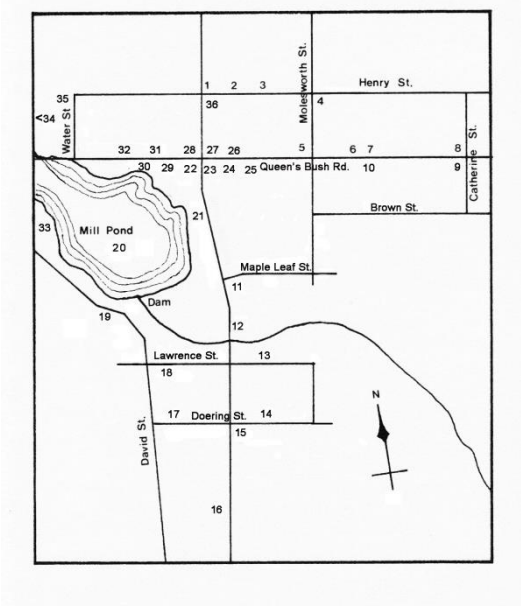 1 2 3 Henry St.
35 36 Molesworth St. 4
<34 Water St Catherine St.
32 31 28 27 26 5 6 7 8
30 29 22 23 24 25 Queen's Bush Rd. 10 9
21 Brown St.
33 Mill Pond
20
Maple Leaf St.
11
Dam
19 12
Lawrence St. 13
18
N
17 Doering St. 14
15
David St.
16